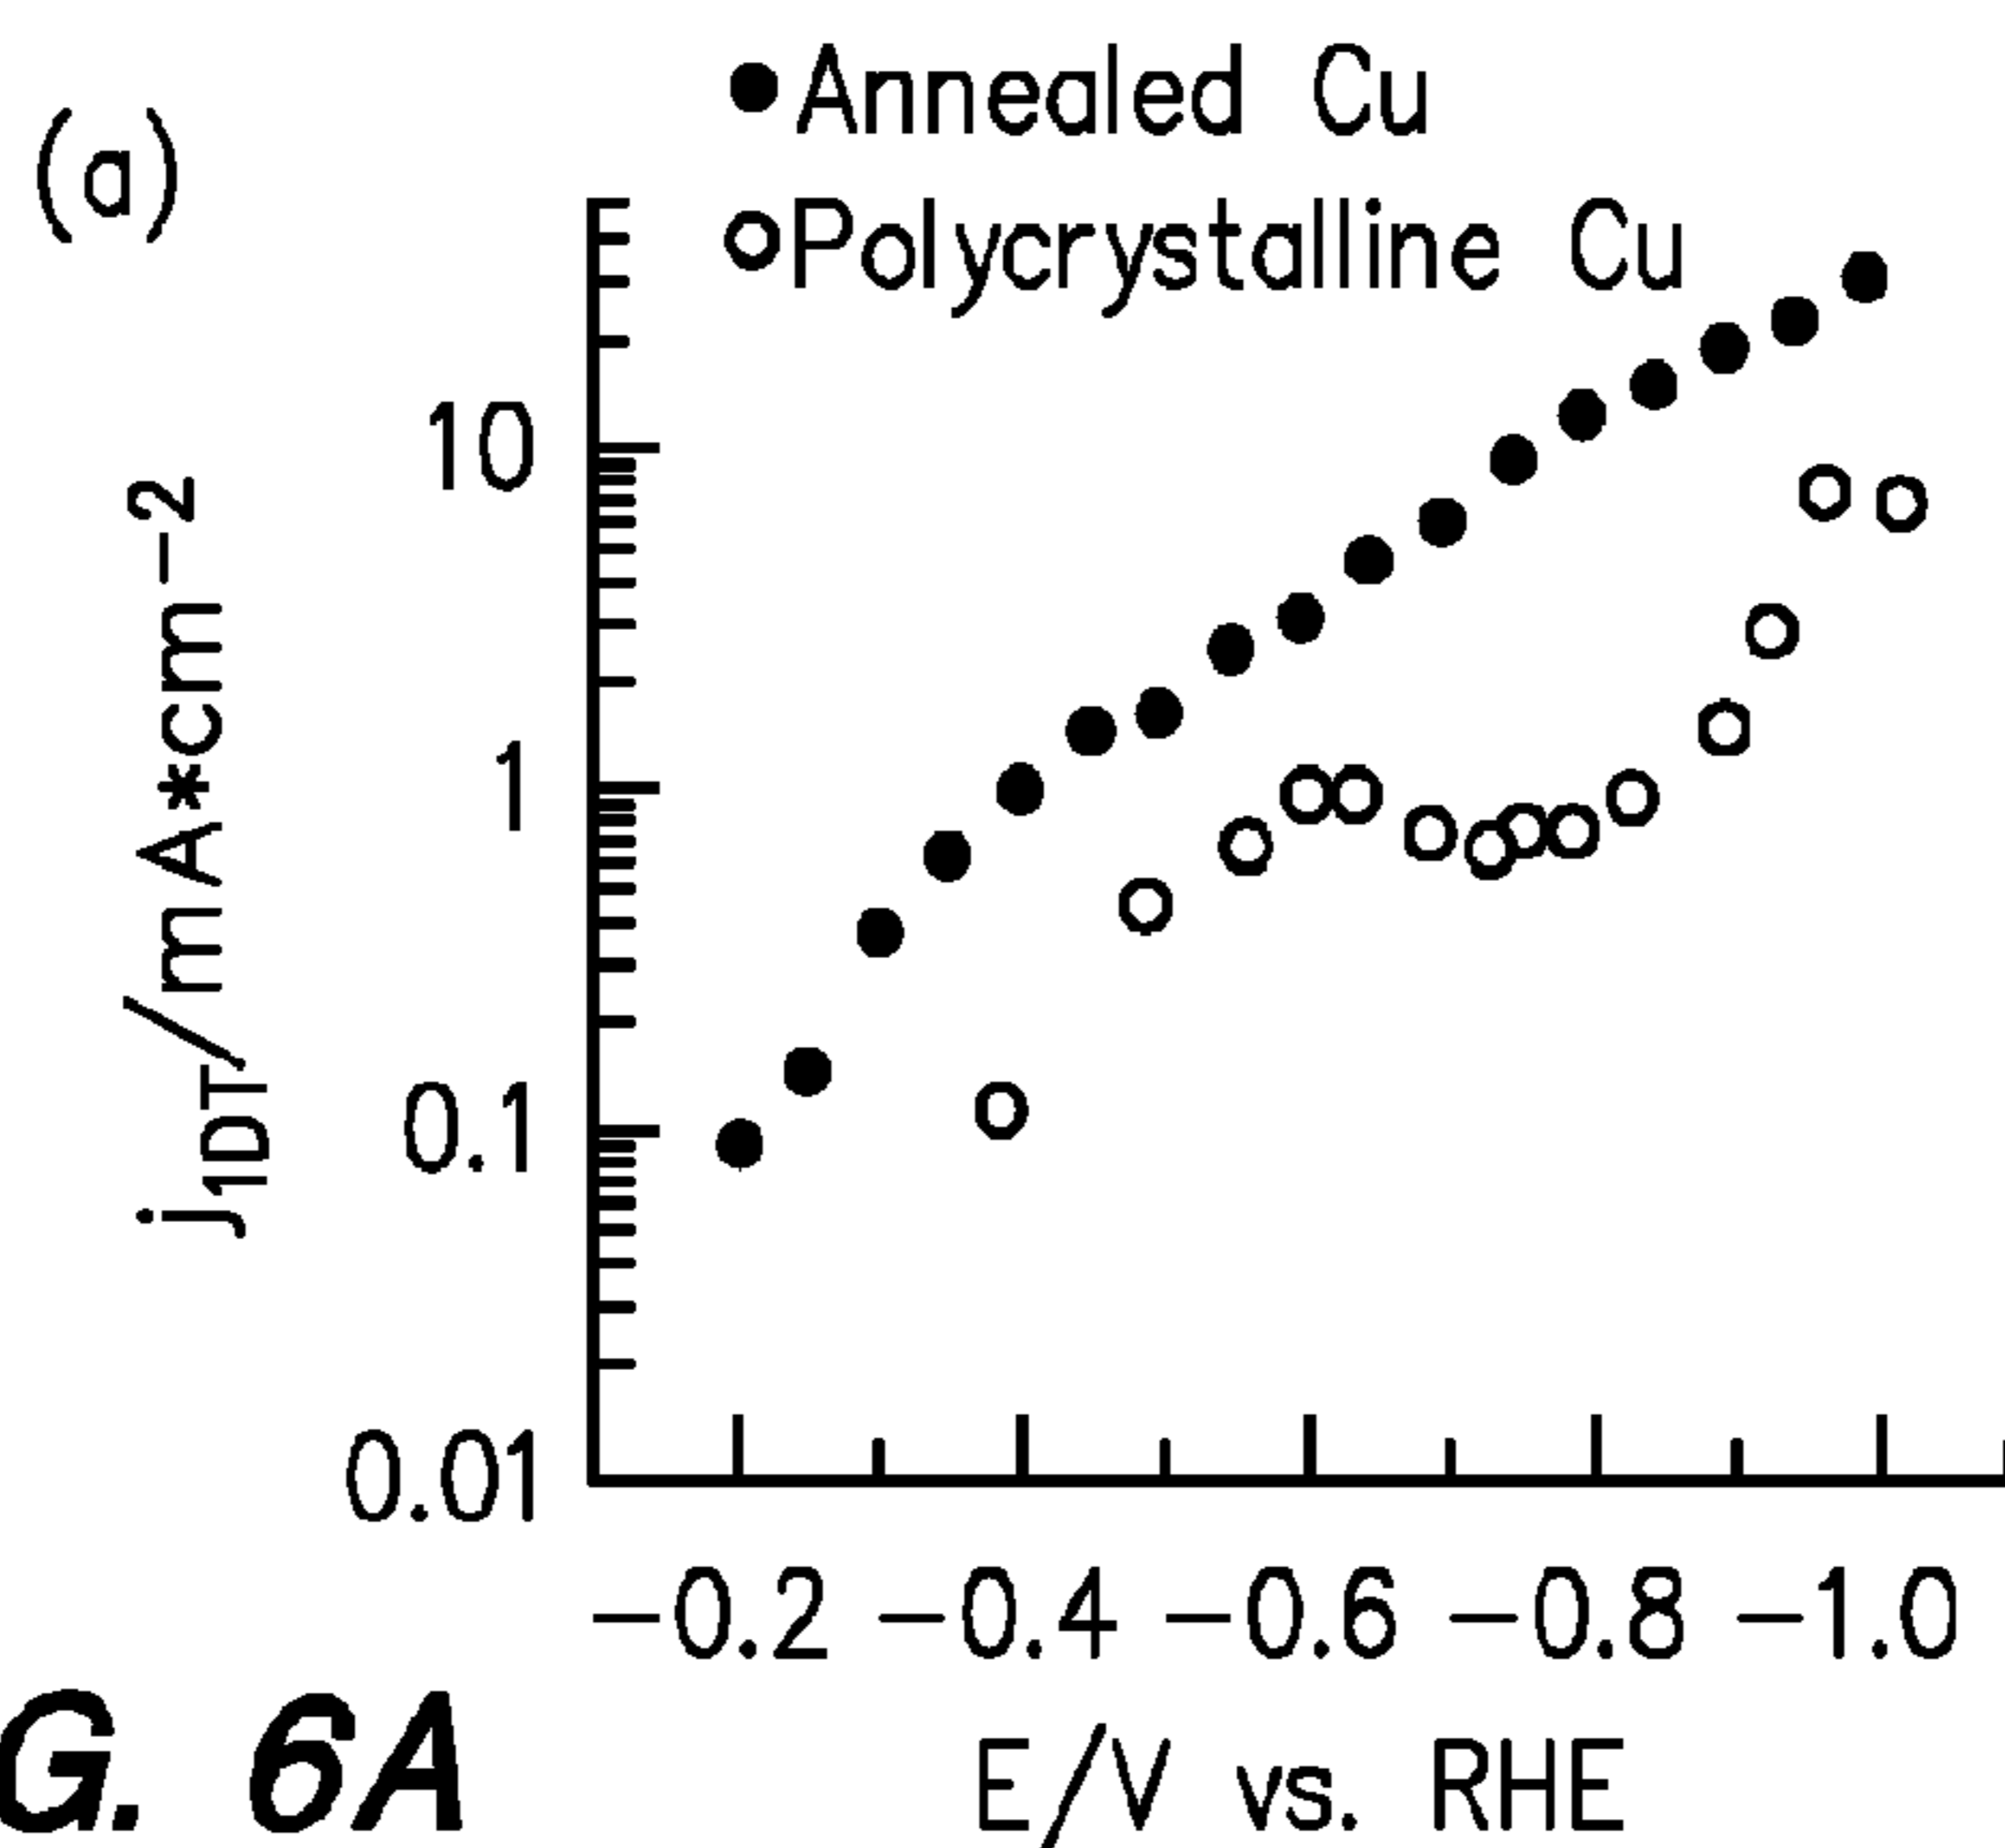 (a)
Annealed Cu
Polycrystalline Cu
10
1
0.1
0.01
j1DT/mA*cm-2
-0.2 -0.4 -0.6 -0.8 -1.0
E/V vs. RHE
G. 6A